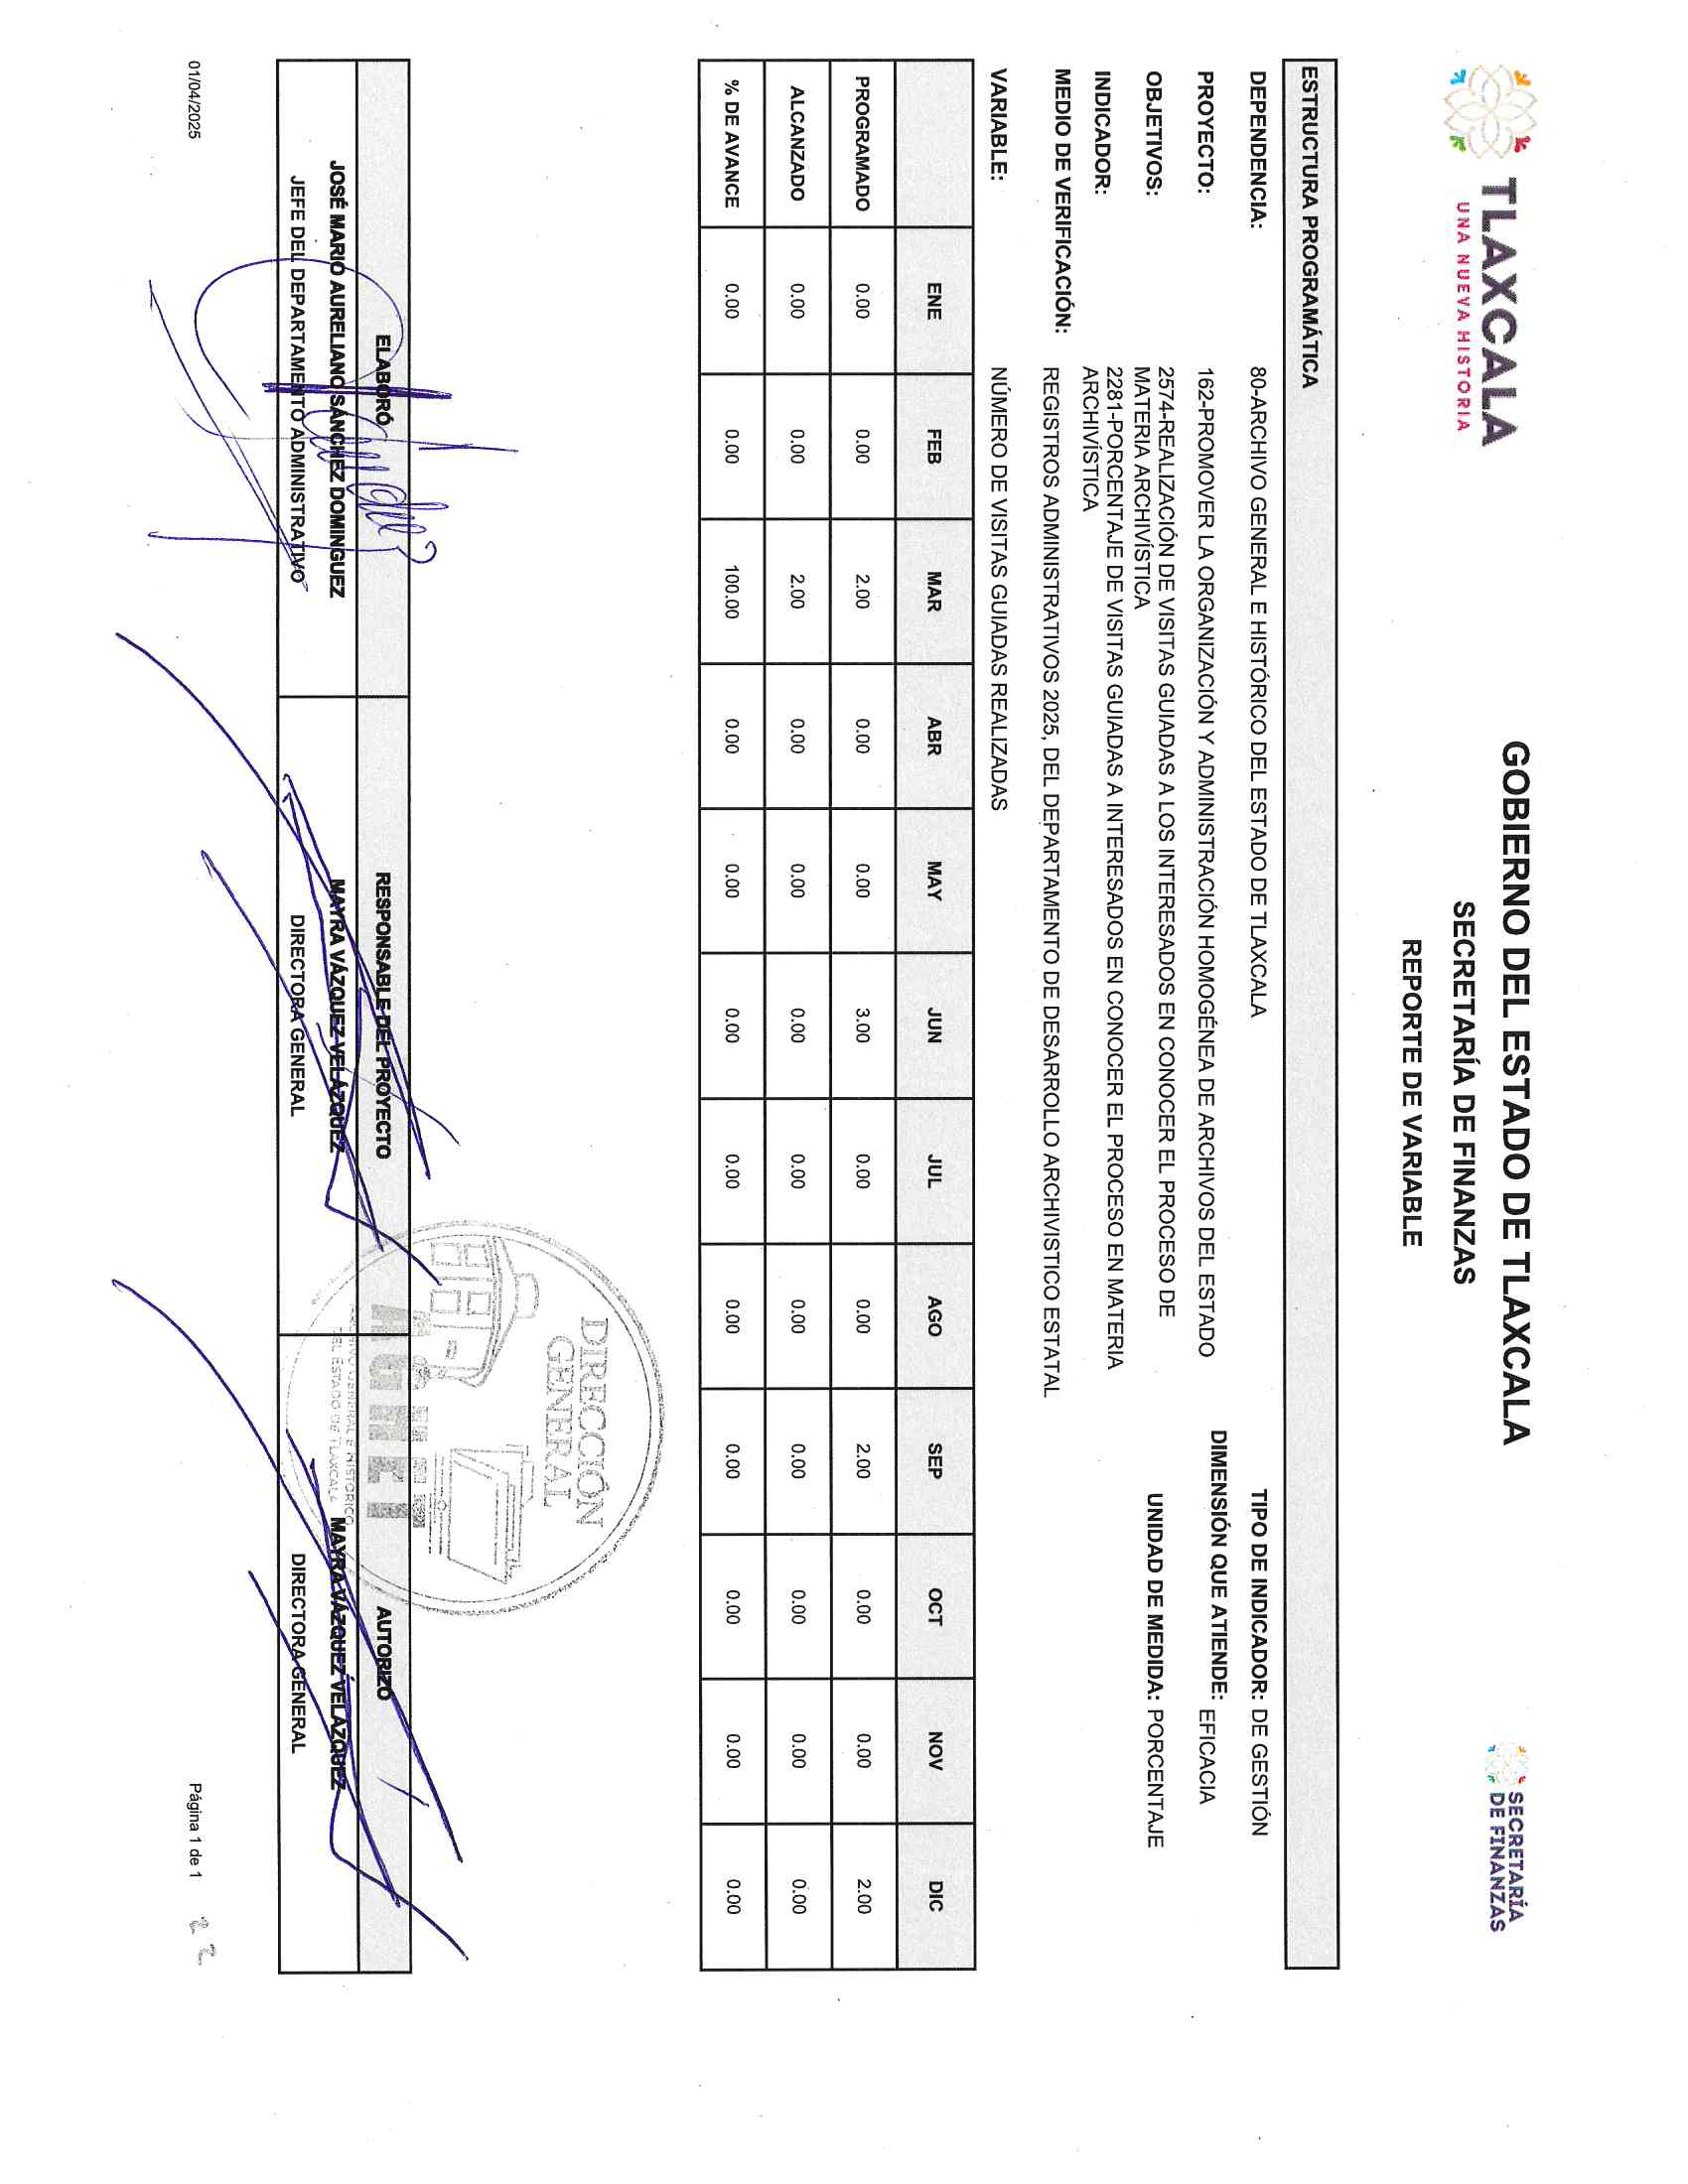 TLAXCALA
UNA NUEVA HISTORIA
GOBIERNO DEL ESTADO DE TLAXCALA
SECRETARÍA DE FINANZAS
REPORTE DE VARIABLE
SECRETARÍA
DE FINANZAS
ESTRUCTURA PROGRAMÁTICA
DEPENDENCIA: 80-ARCHIVO GENERAL E HISTÓRICO DEL ESTADO DE TLAXCALA TIPO DE INDICADOR: DE GESTIÓN
PROYECTO: 162-PROMOVER LA ORGANIZACIÓN Y ADMINISTRACIÓN HOMOGÉNEA DE ARCHIVOS DEL ESTADO DIMENSIÓN QUE ATIENDE: EFICACIA
OBJETIVOS: 2574-REALIZACIÓN DE VISITAS GUIADAS A LOS INTERESADOS EN CONOCER EL PROCESO DE
MATERIA ARCHIVÍSTICA UNIDAD DE MEDIDA: PORCENTAJE
INDICADOR: 2281-PORCENTAJE DE VISITAS GUIADAS A INTERESADOS EN CONOCER EL PROCESO EN MATERIA
ARCHIVÍSTICA
MEDIO DE VERIFICACIÓN: REGISTROS ADMINISTRATIVOS 2025, DEL DEPARTAMENTO DE DESARROLLO ARCHIVISTICO ESTATAL
VARIABLE: NÚMERO DE VISITAS GUIADAS REALIZADAS
ENE FEB MAR ABR MAY JUN JUL AGO SEP OCT NOV DIC
PROGRAMADO 0.00 0.00 2.00 0.00 0.00 3.00 0.00 0.00 2.00 0.00 0.00 2.00
ALCANZADO 0.00 0.00 2.00 0.00 0.00 0.00 0.00 0.00 0.00 0.00 0.00 0.00
% DE AVANCE 0.00 0.00 100.00 0.00 0.00 0.00 0.00 0.00 0.00 0.00 0.00 0.00
DIRECCIÓN
GENERAL
AGHET
ARCHIVO GENERAL E HISTÓRICO
DEL ESTADO DE TLAXCALA
ELABORÓ RESPONSABLE DEL PROYECTO AUTORIZÓ
JOSÉ MARIO AURELIANO SÁNCHEZ DOMINGUEZ MAYRA VÁZQUEZ VELÁZQUEZ MAYRA VÁZQUEZ VELÁZQUEZ
JEFE DEL DEPARTAMENTO ADMINISTRATIVO DIRECTORA GENERAL DIRECTORA GENERAL
01/04/2025 Página 1 de 1
22